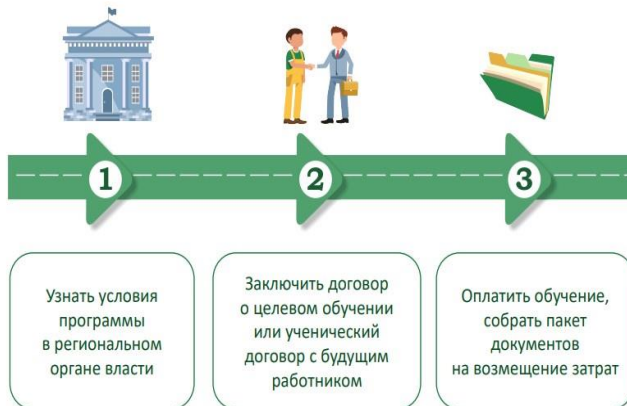 1
2
3
Узнать условия
программы
в региональном
органе власти
Заключить договор
о целевом обучении
или ученический
договор с будущим
работником
Оплатить обучение,
собрать пакет
документов
на возмещение затрат